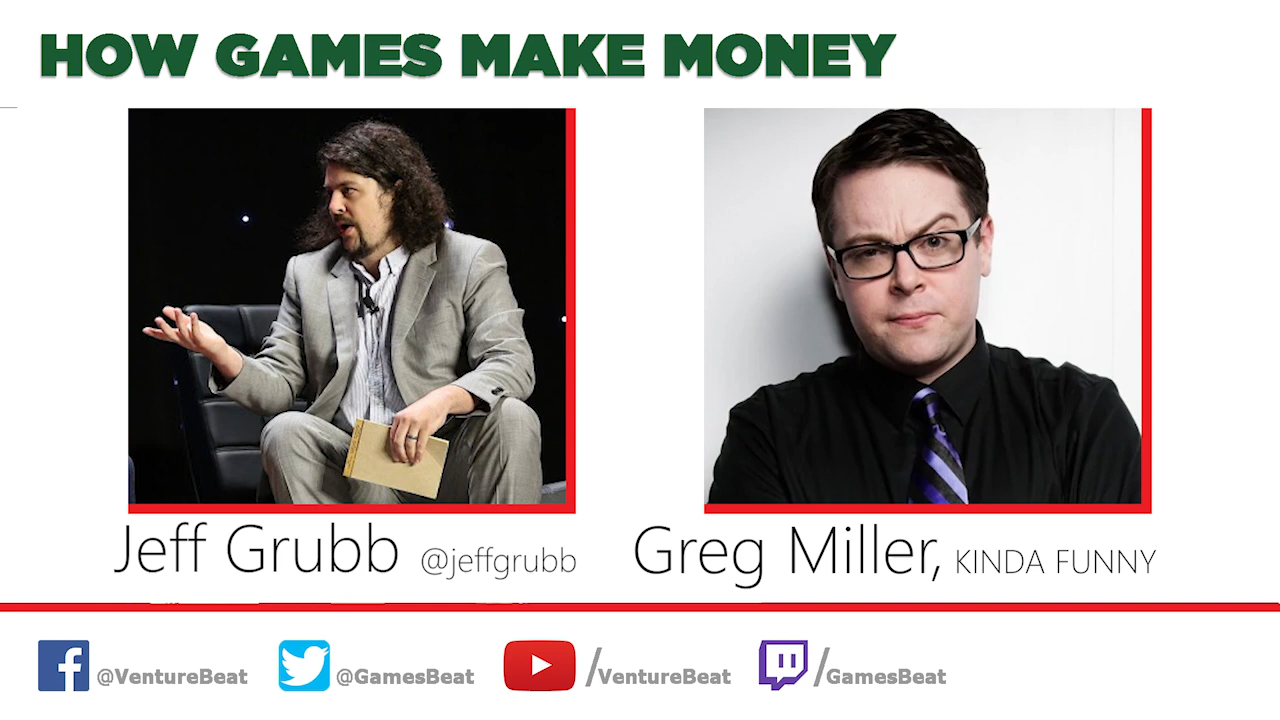 HOW GAMES MAKE MONEY
Jeff Grubb @jeffgrubb
Greg Miller, KINDA FUNNY
@VentureBeat @GamesBeat /VentureBeat /GamesBeat